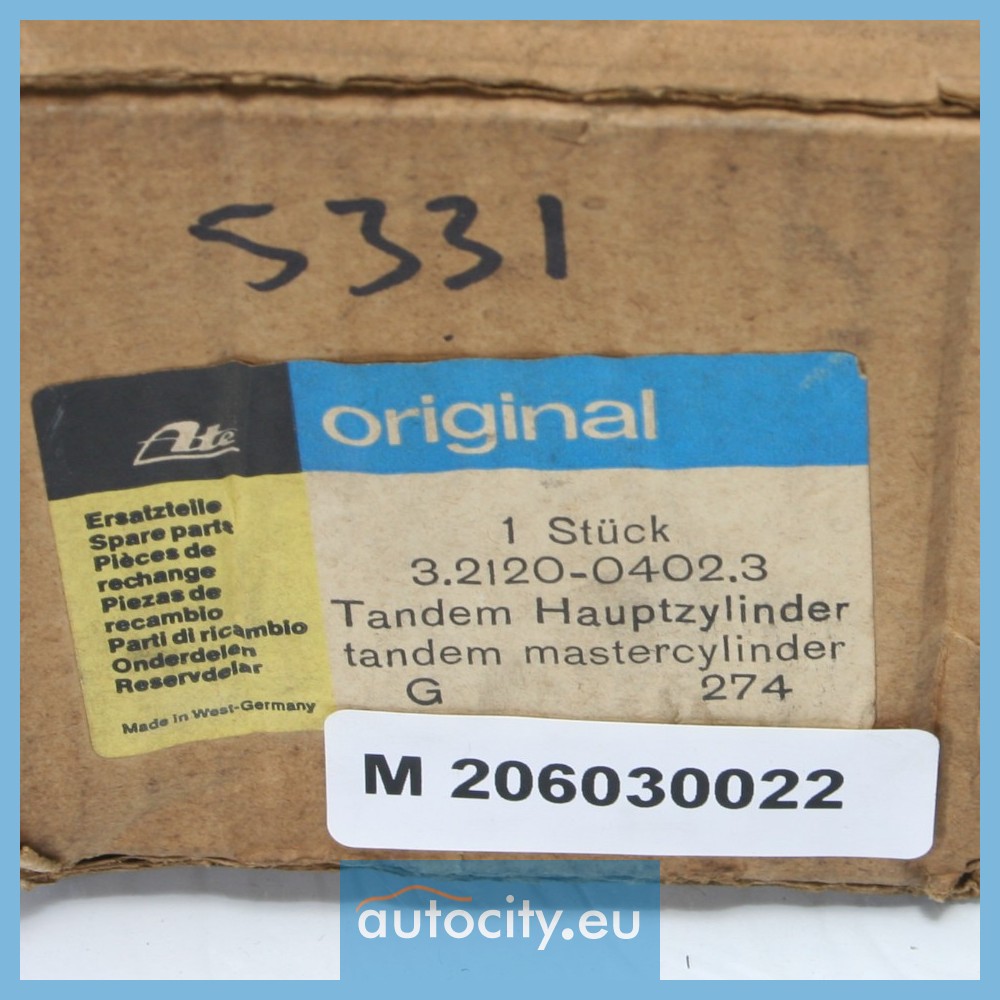 5331
Ate
original
Ersatzteile
Spare parts
Pièces de
rechange
Piezas de
recambio
Parti di ricambio
Onderdelen
Reservdelar
Made in West-Germany
1 Stück
3.2120-0402.3
Tandem Hauptzylinder
tandem mastercylinder
G 274
M 206030022
autocity.eu